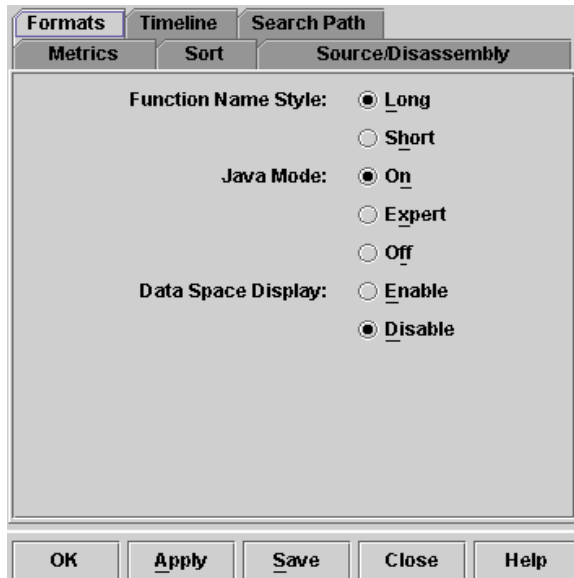 Formats Timeline Search Path
Metrics Sort Source/Disassembly
Function Name Style: Long
Short
Java Mode: On
Expert
Off
Data Space Display: Enable
Disable
OK Apply Save Close Help